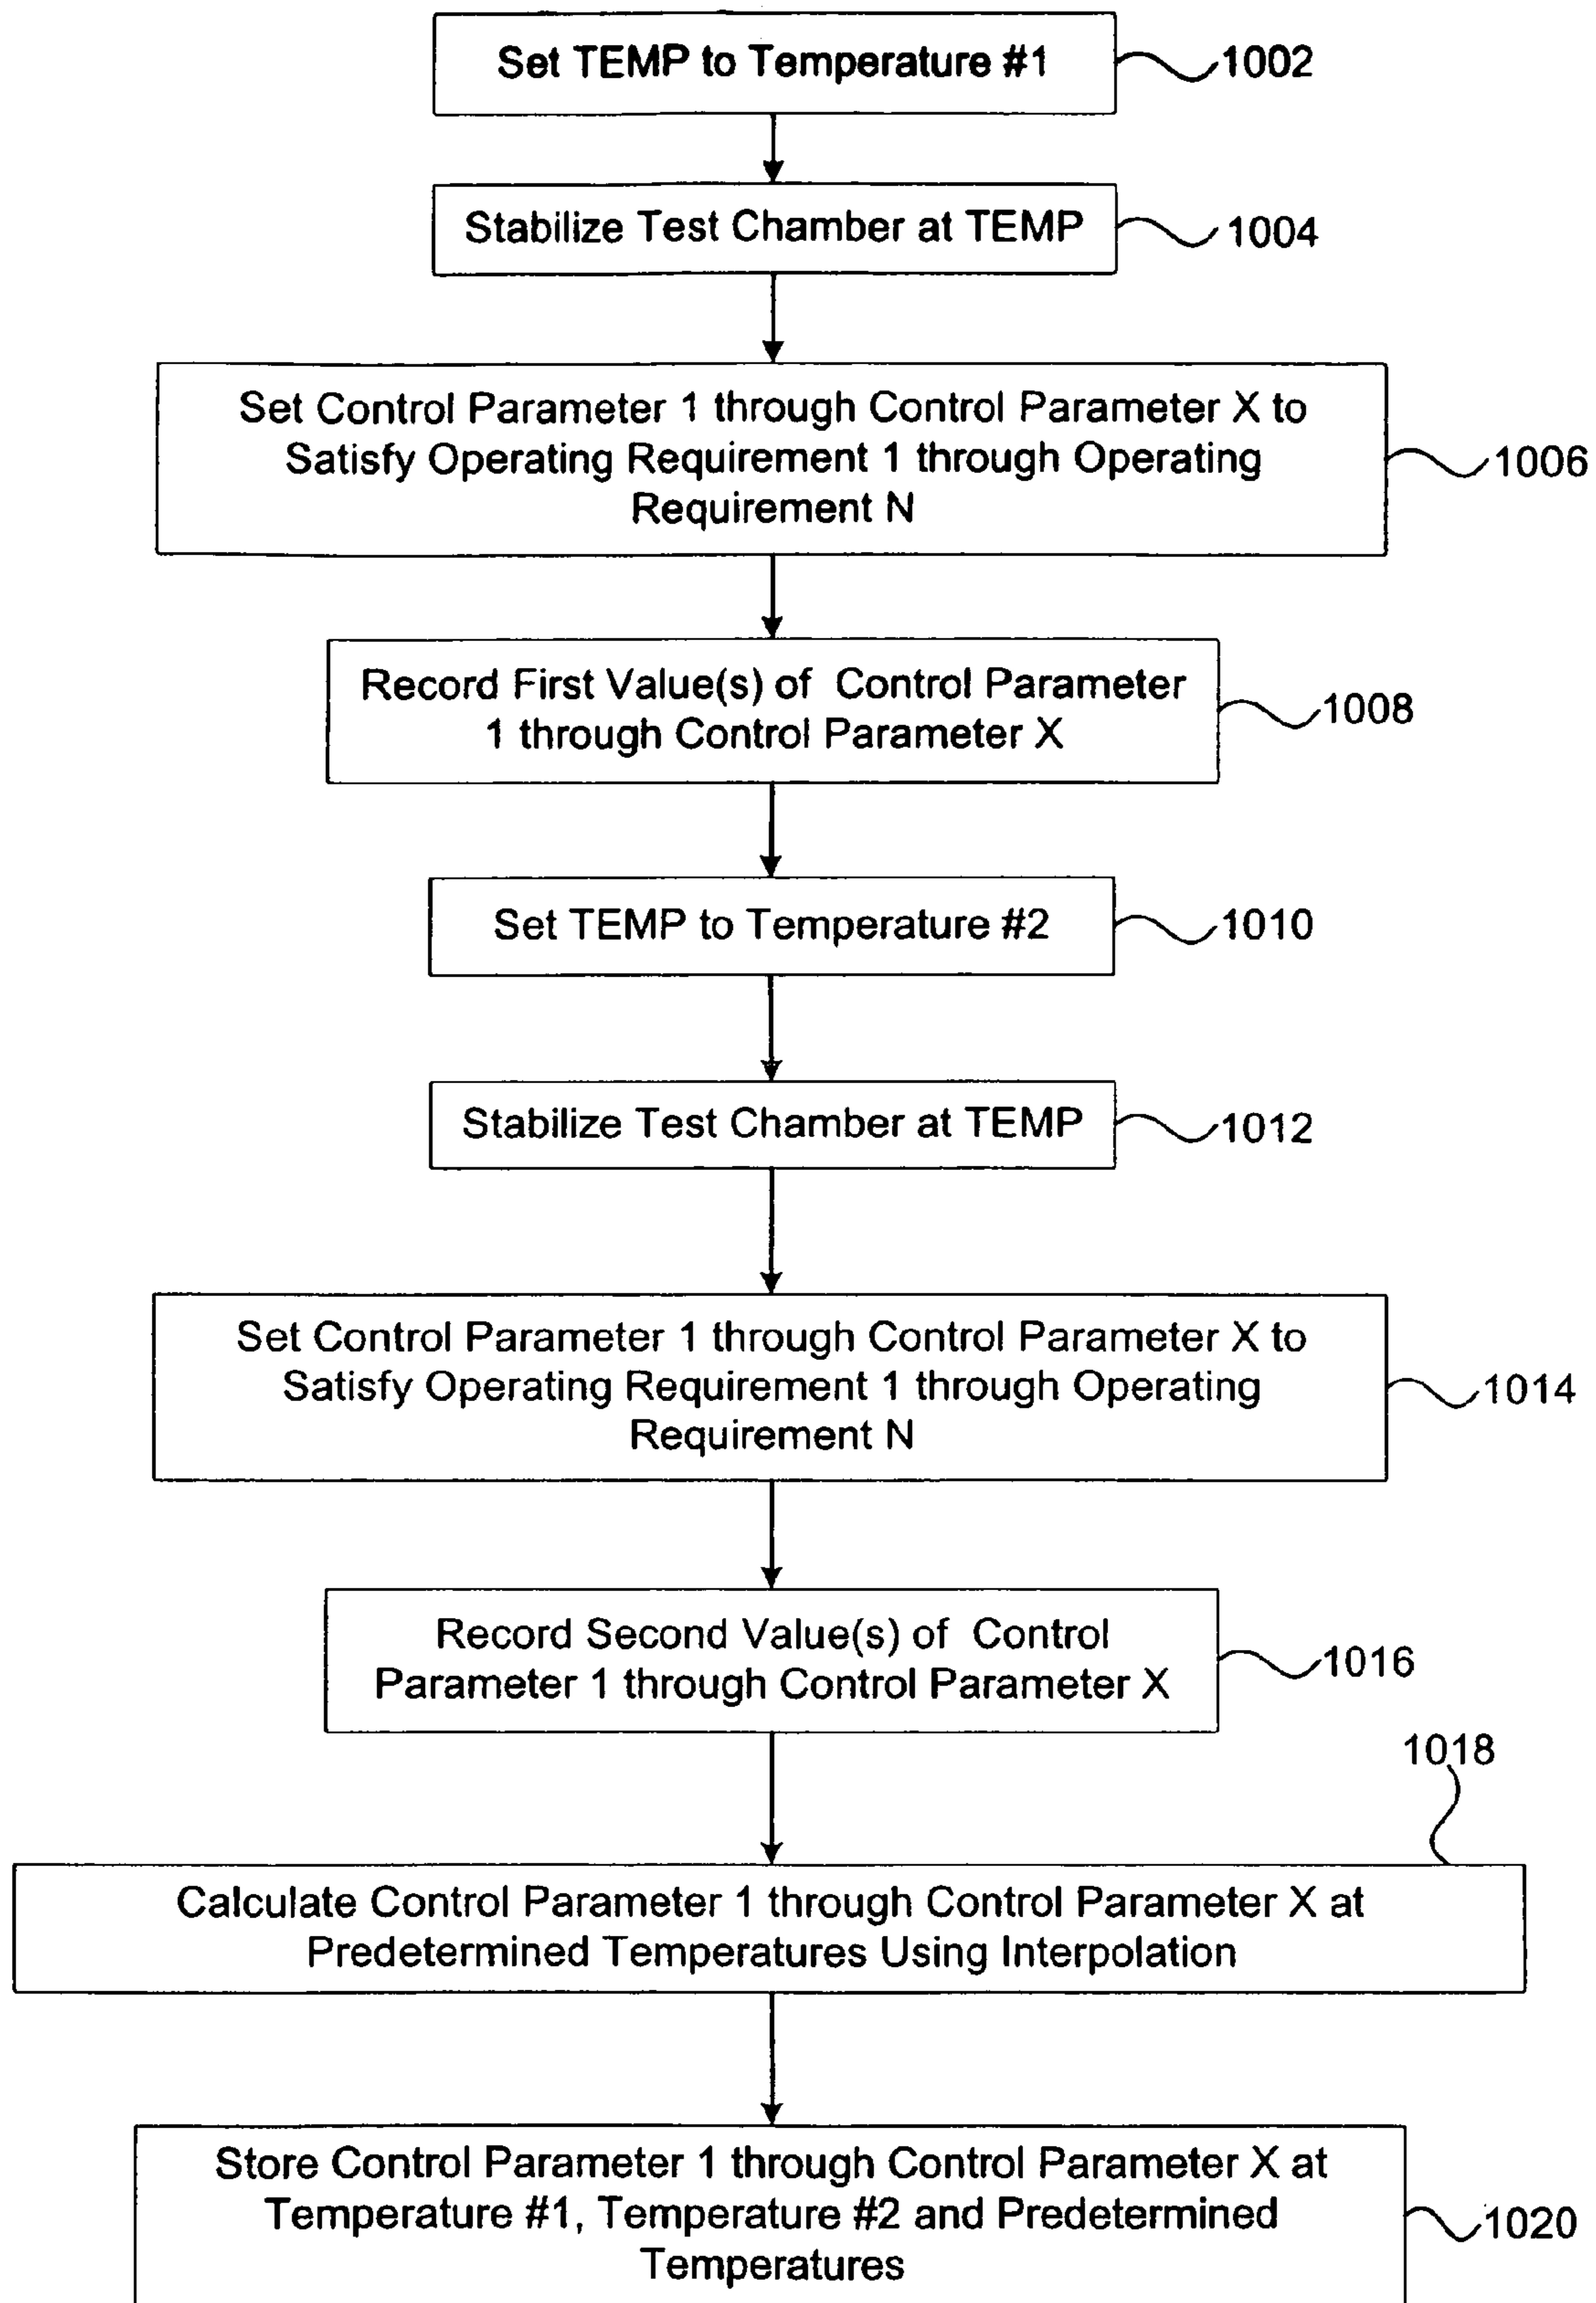 Set TEMP to Temperature #1
1002
Stabilize Test Chamber at TEMP
1004
Set Control Parameter 1 through Control Parameter X to
Satisfy Operating Requirement 1 through Operating
Requirement N
1006
Record First Value(s) of Control Parameter
1 through Control Parameter X
1008
Set TEMP to Temperature #2
1010
Stabilize Test Chamber at TEMP
1012
Set Control Parameter 1 through Control Parameter X to
Satisfy Operating Requirement 1 through Operating
Requirement N
1014
Record Second Value(s) of Control
Parameter 1 through Control Parameter X
1016
1018
Calculate Control Parameter 1 through Control Parameter X at
Predetermined Temperatures Using Interpolation
Store Control Parameter 1 through Control Parameter X at
Temperature #1, Temperature #2 and Predetermined
Temperatures
1020